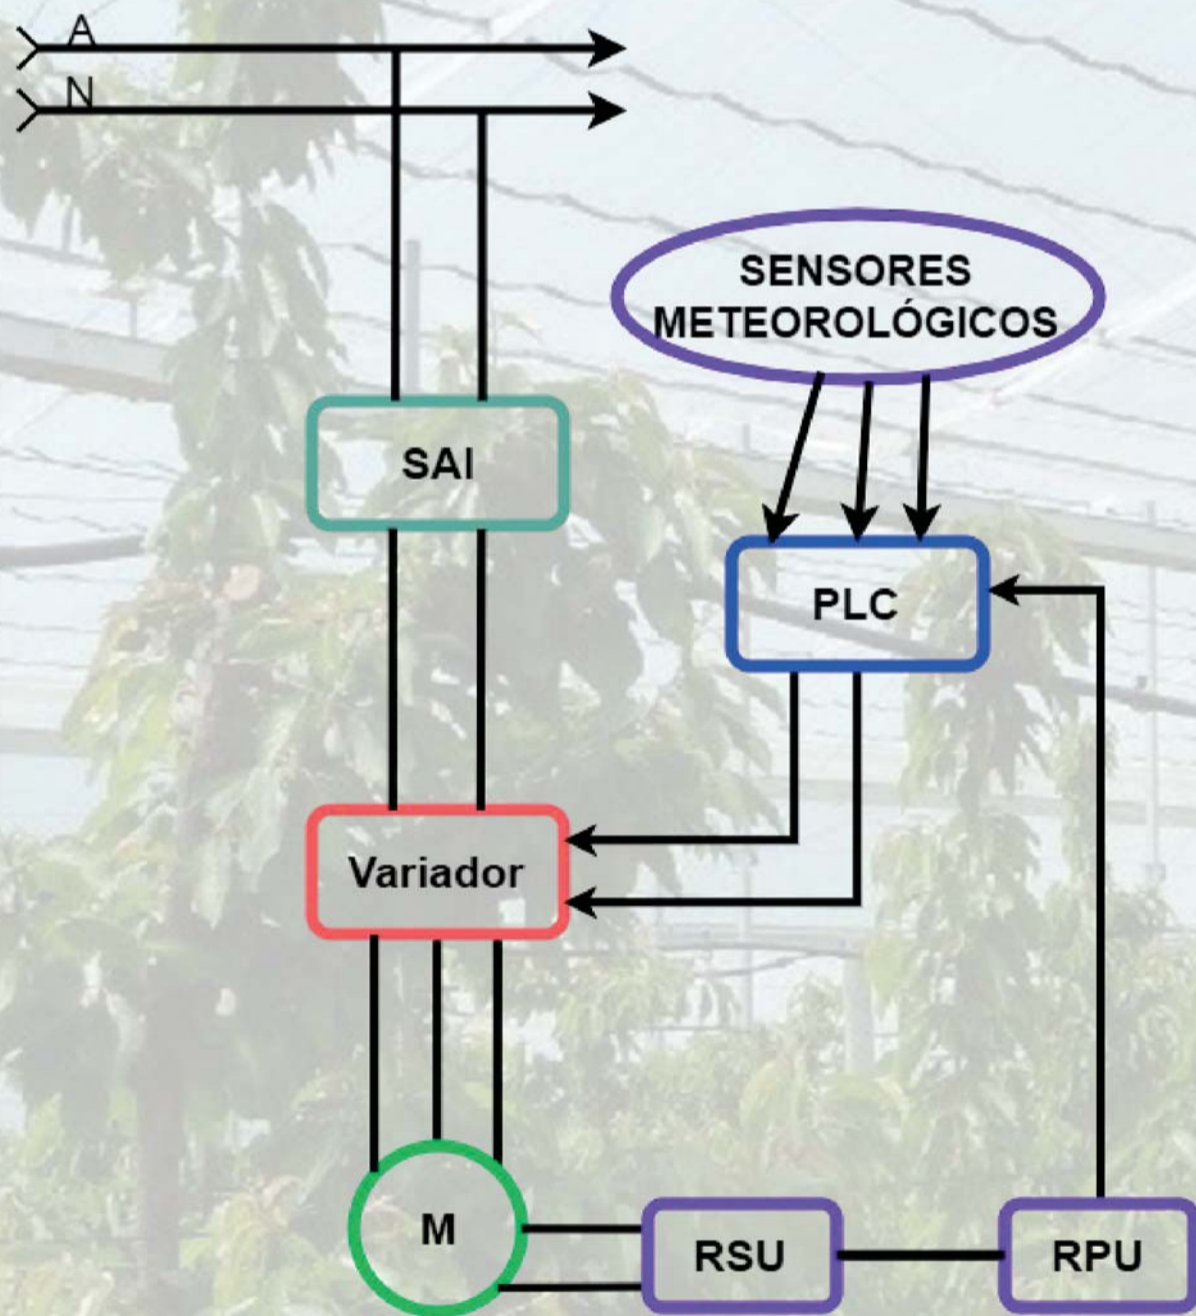 A
N
SENSORES
METEOROLÓGICOS
SAI
PLC
Variador
M
RSU
RPU